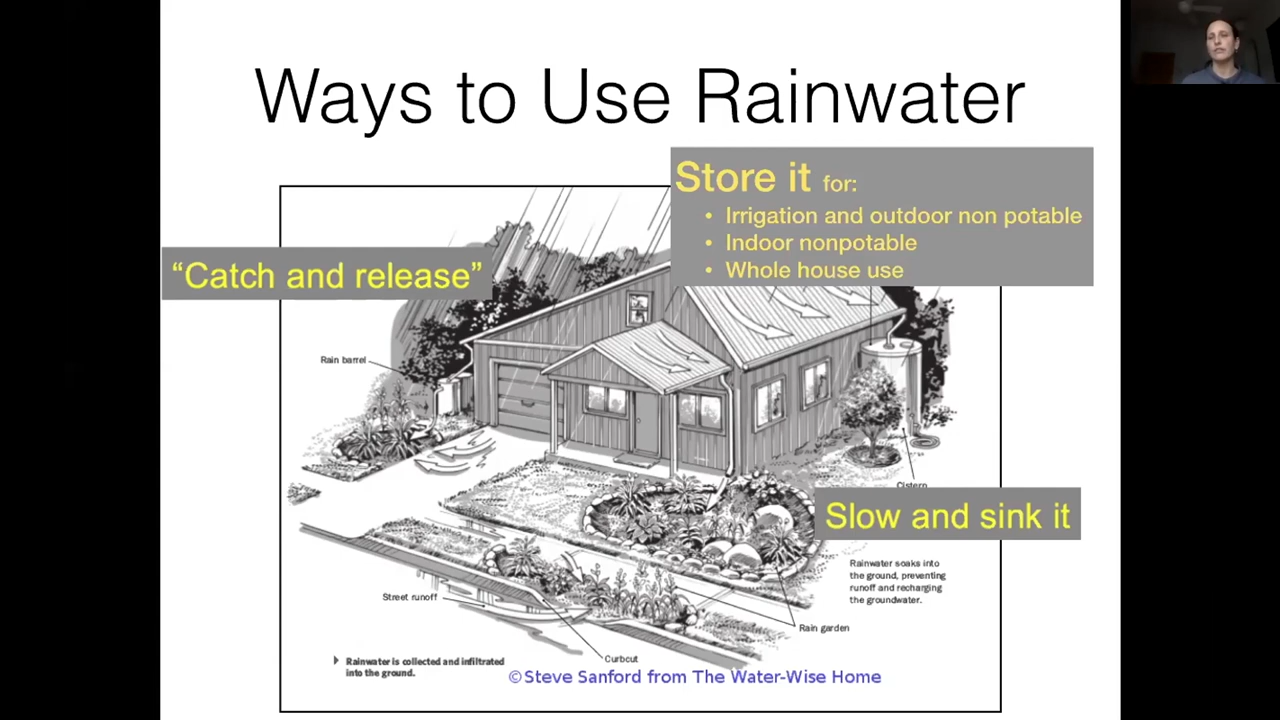 Ways to Use Rainwater
Store it for:
• Irrigation and outdoor non potable
• Indoor nonpotable
• Whole house use
“Catch and release”
Rain barrel
Cistern
Slow and sink it
Rainwater soaks into
the ground, preventing
runoff and recharging
the groundwater.
Street runoff
Rain garden
Curbcut
Rainwater is collected and infiltrated
into the ground.
©Steve Sanford from The Water-Wise Home